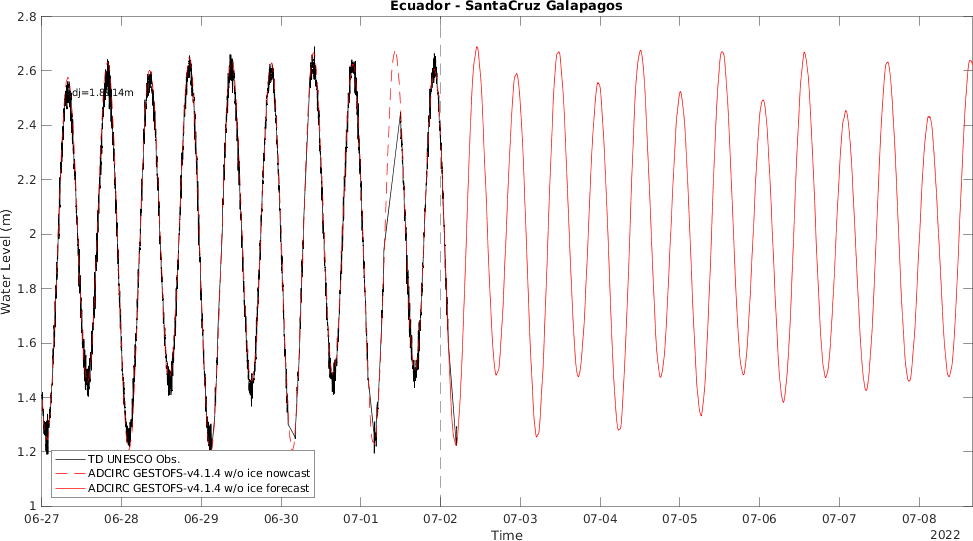 Ecuador - SantaCruz Galapagos
2.8
2.6
2.4
2.2
2
1.8
1.6
1.4
1.2
1
Water Level (m)
TD UNESCO Obs.
ADCIRC GESTOFS-v4.1.4 w/o ice nowcast
ADCIRC GESTOFS-v4.1.4 w/o ice forecast
06-27 06-28 06-29 06-30 07-01 07-02 07-03 07-04 07-05 07-06 07-07 07-08
Time
2022